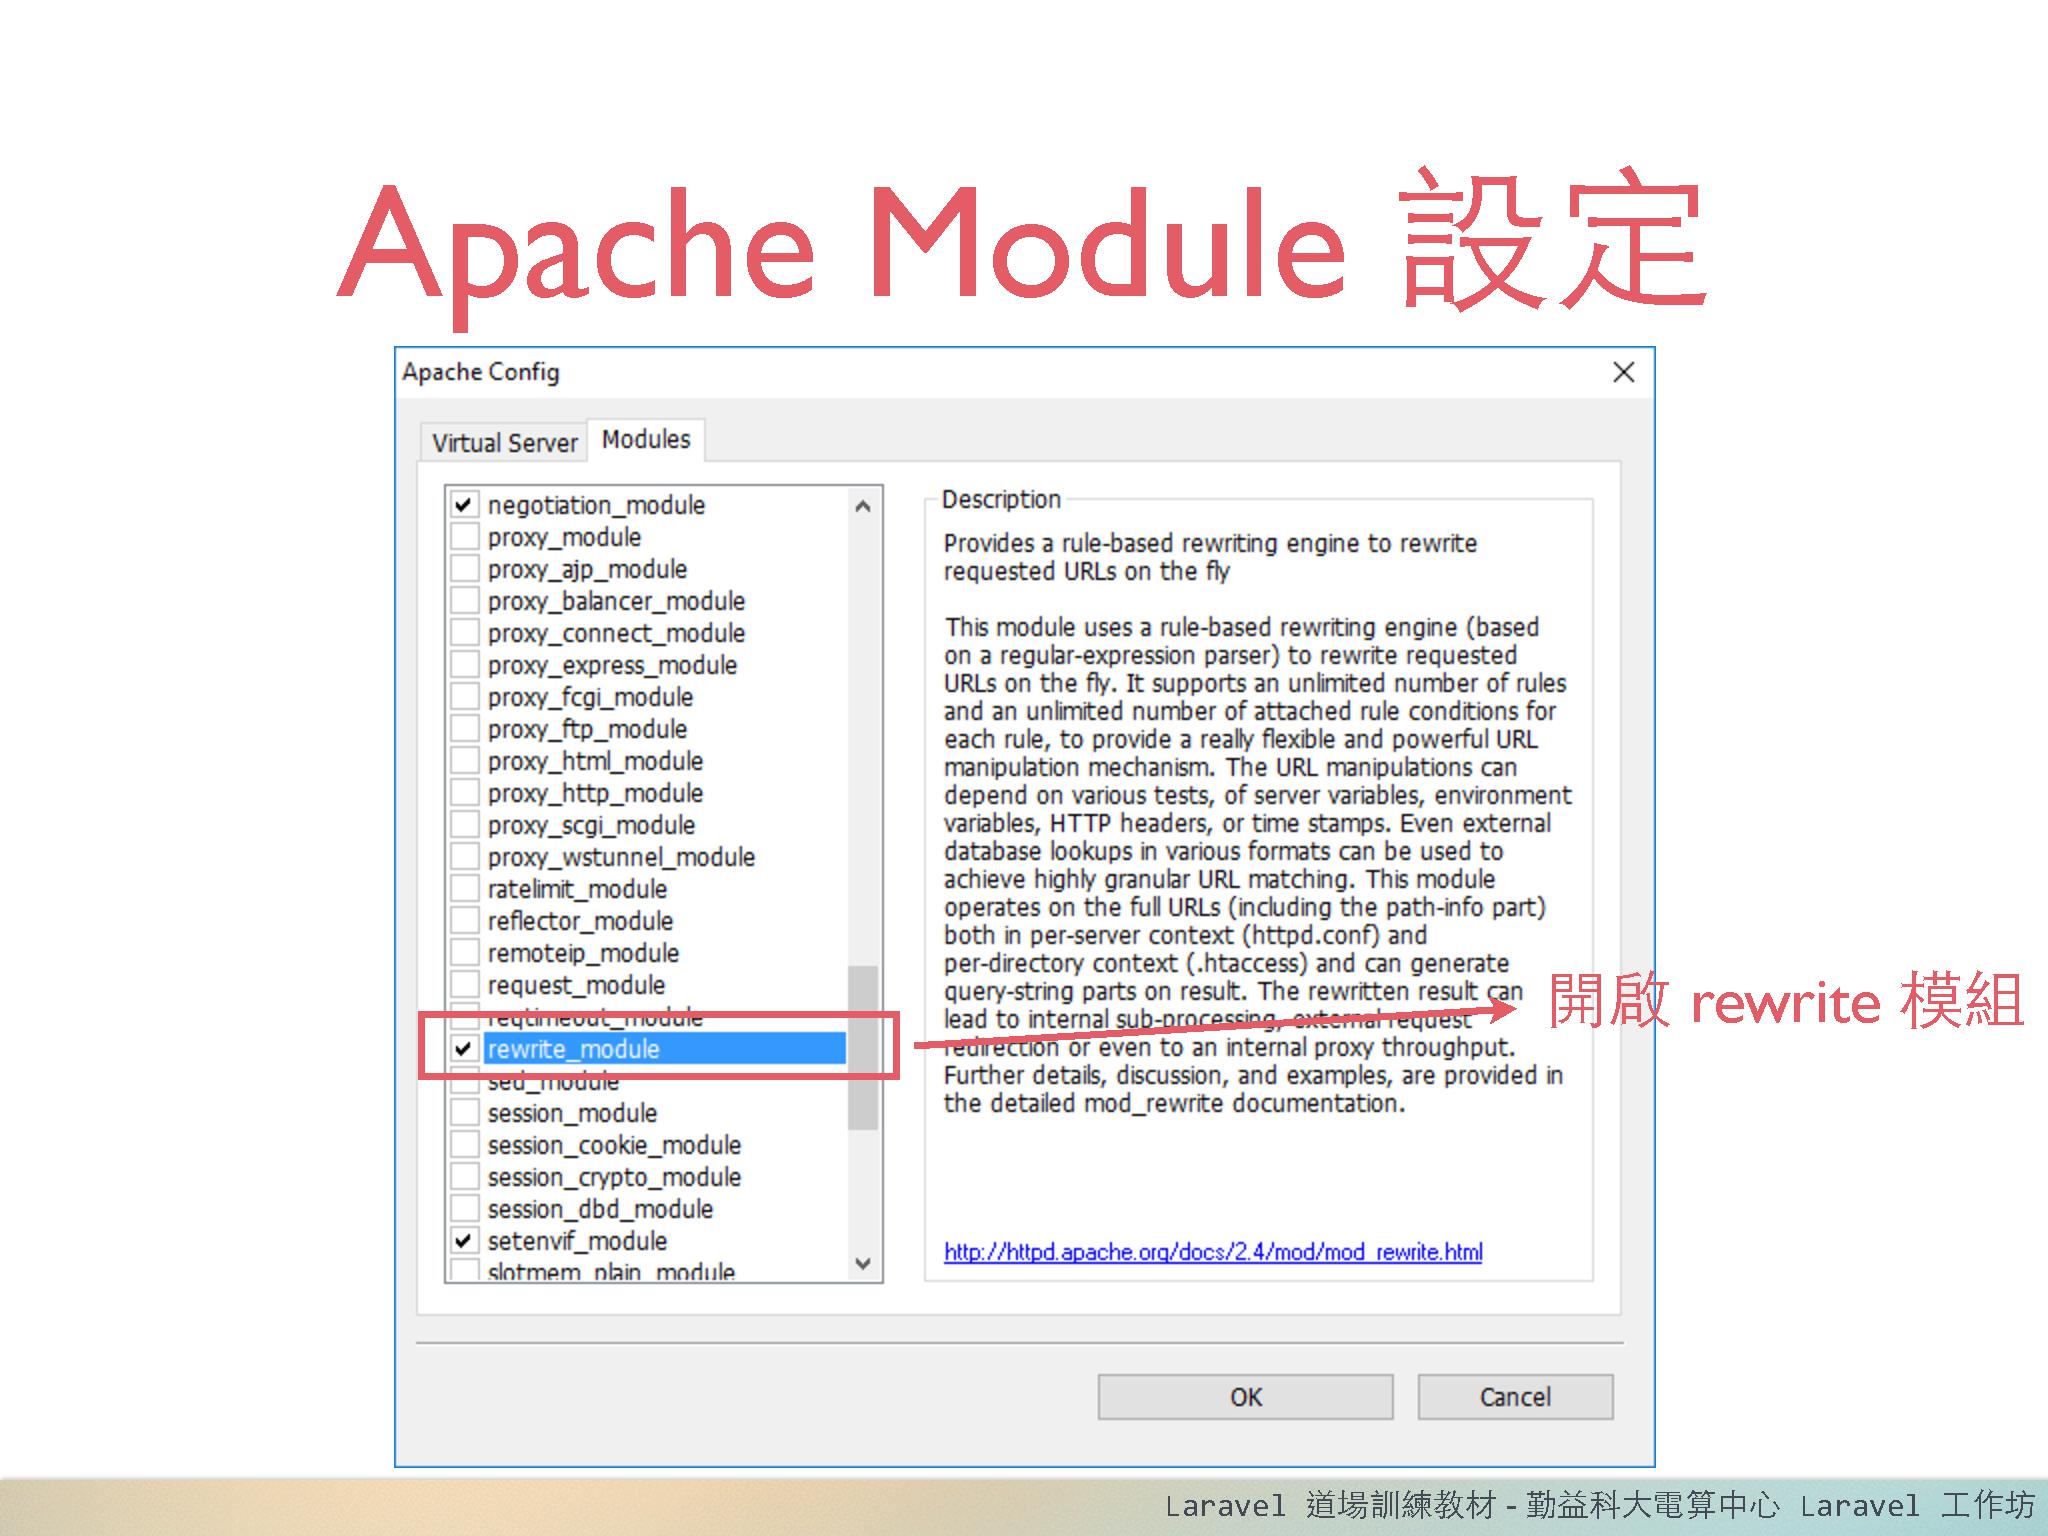 Apache Module 設定
Apache Config
Virtual Server
Modules
negotiation_module
proxy_module
proxy_ajp_module
proxy_balancer_module
proxy_connect_module
proxy_express_module
proxy_fcgi_module
proxy_ftp_module
proxy_html_module
proxy_http_module
proxy_scgi_module
proxy_wstunnel_module
ratelimit_module
reflector_module
remoteip_module
request_module
reqtimeout_module
rewrite_module
sed_module
session_module
session_cookie_module
session_crypto_module
session_dbd_module
setenvif_module
slotmem_plain_module
Description
Provides a rule-based rewriting engine to rewrite
requested URLs on the fly
This module uses a rule-based rewriting engine (based
on a regular-expression parser) to rewrite requested
URLs on the fly. It supports an unlimited number of rules
and an unlimited number of attached rule conditions for
each rule, to provide a really flexible and powerful URL
manipulation mechanism. The URL manipulations can
depend on various tests, of server variables, environment
variables, HTTP headers, or time stamps. Even external
database lookups in various formats can be used to
achieve highly granular URL matching. This module
operates on the full URLs (including the path-info part)
both in per-server context (httpd.conf) and
per-directory context (.htaccess) and can generate
query-string parts on result. The rewritten result can
lead to internal sub-processing, external request
redirection or even to an internal proxy throughput.
Further details, discussion, and examples, are provided in
the detailed mod_rewrite documentation.
http://httpd.apache.org/docs/2.4/mod/mod_rewrite.html
開啟 rewrite 模組
OK
Cancel
Laravel 道場訓練教材 - 勤益科大電算中心 Laravel 工作坊